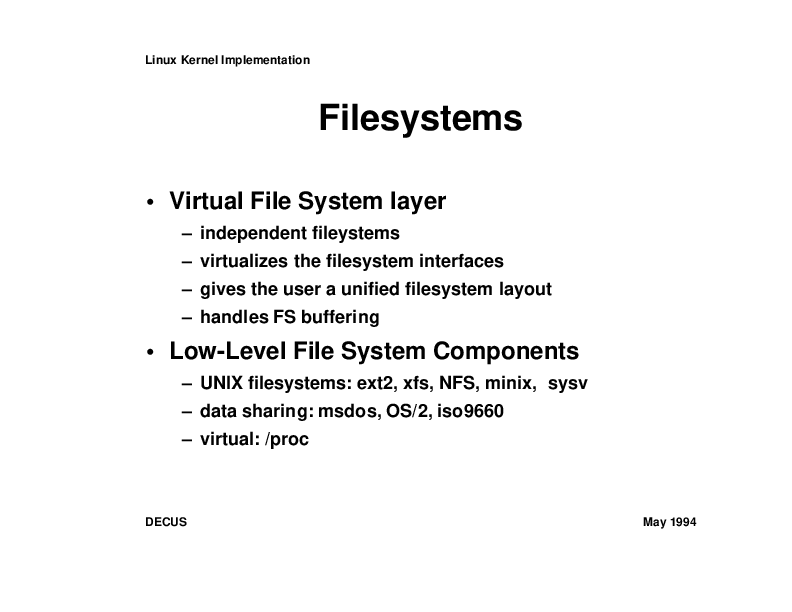 Linux Kernel Implementation
Filesystems
• Virtual File System layer
– independent fileystems
– virtualizes the filesystem interfaces
– gives the user a unified filesystem layout
– handles FS buffering
• Low-Level File System Components
– UNIX filesystems: ext2, xfs, NFS, minix, sysv
– data sharing: msdos, OS/2, iso9660
– virtual: /proc
DECUS May 1994